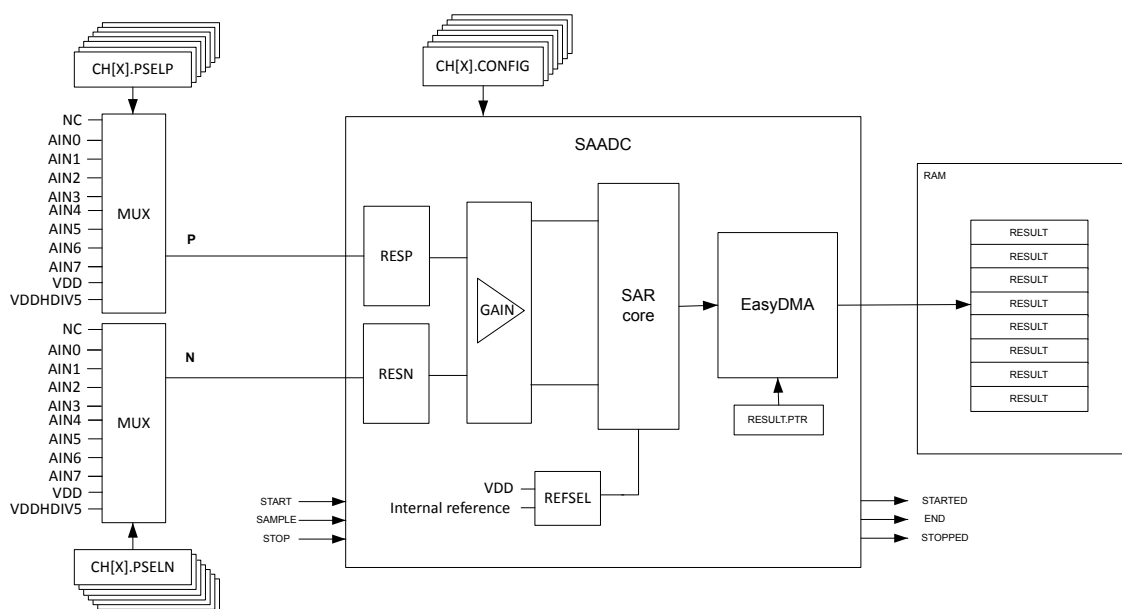 CH[X].PSELP
CH[X].CONFIG
NC
AIN0
AIN1
AIN2
AIN3
AIN4
AIN5
AIN6
AIN7
VDD
VDDHDIV5
MUX
P
SAADC
RESP
GAIN
SAR
core
EasyDMA
RAM
RESULT
RESULT
RESULT
RESULT
RESULT
RESULT
RESULT
RESULT
NC
AIN0
AIN1
AIN2
AIN3
AIN4
AIN5
AIN6
AIN7
VDD
VDDHDIV5
MUX
N
RESN
RESULT.PTR
VDD
Internal reference
REFSEL
START
SAMPLE
STOP
STARTED
END
STOPPED
CH[X].PSELN